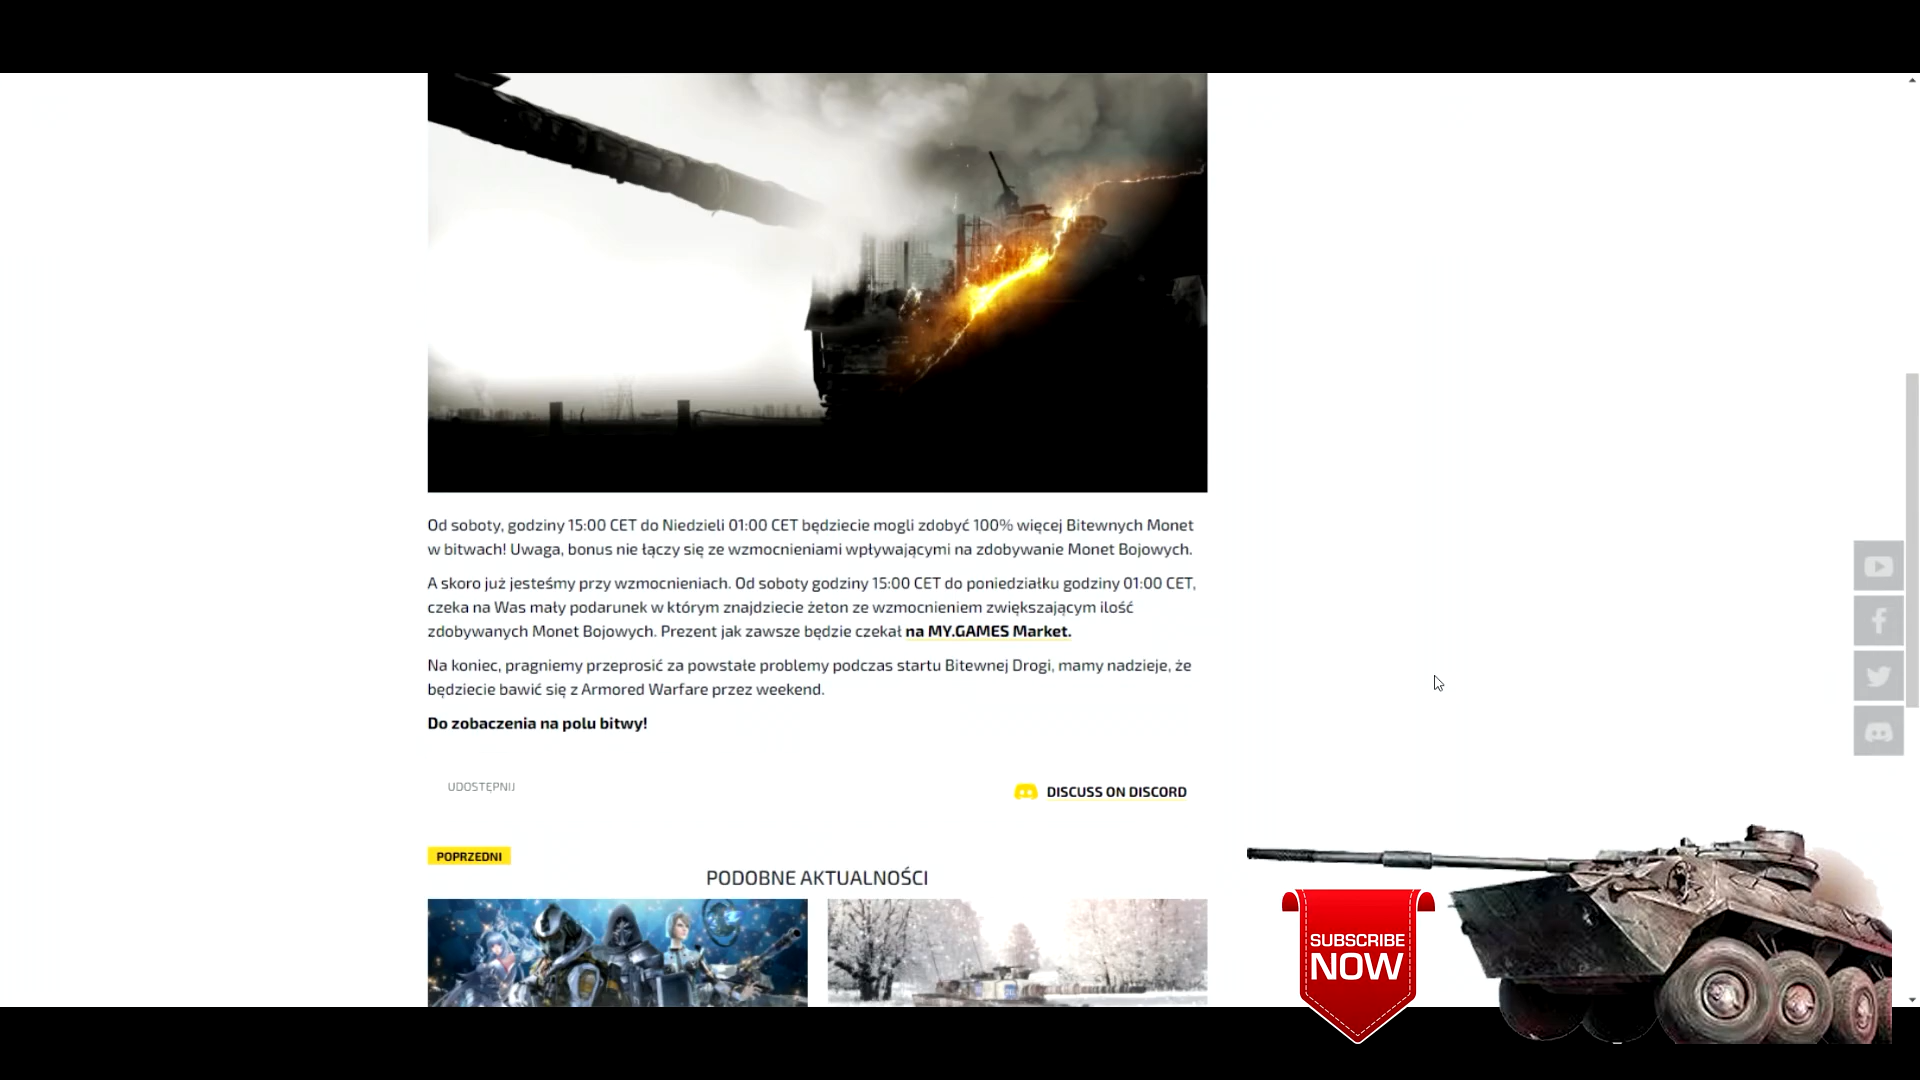 Od soboty, godziny 15:00 CET do Niedzieli 01:00 CET będziecie mogli zdobyć 100% więcej Bitewnych Monet
w bitwach! Uwaga, bonus nie łączy się ze wzmocnieniami wpływającymi na zdobywanie Monet Bojowych.
A skoro już jesteśmy przy wzmocnieniach. Od soboty godziny 15:00 CET do poniedziałku godziny 01:00 CET,
czeka na Was mały podarunek w którym znajdziecie żeton ze wzmocnieniem zwiększającym ilość
zdobywanych Monet Bojowych. Prezent jak zawsze będzie czekał na MY.GAMES Market.
Na koniec, pragniemy przeprosić za powstałe problemy podczas startu Bitewnej Drogi, mamy nadzieje, że
będziecie bawić się z Armored Warfare przez weekend.
Do zobaczenia na polu bitwy!
UDOSTĘPNIJ
DISCUSS ON DISCORD
POPRZEDNI
PODOBNE AKTUALNOŚCI
SUBSCRIBE
NOW